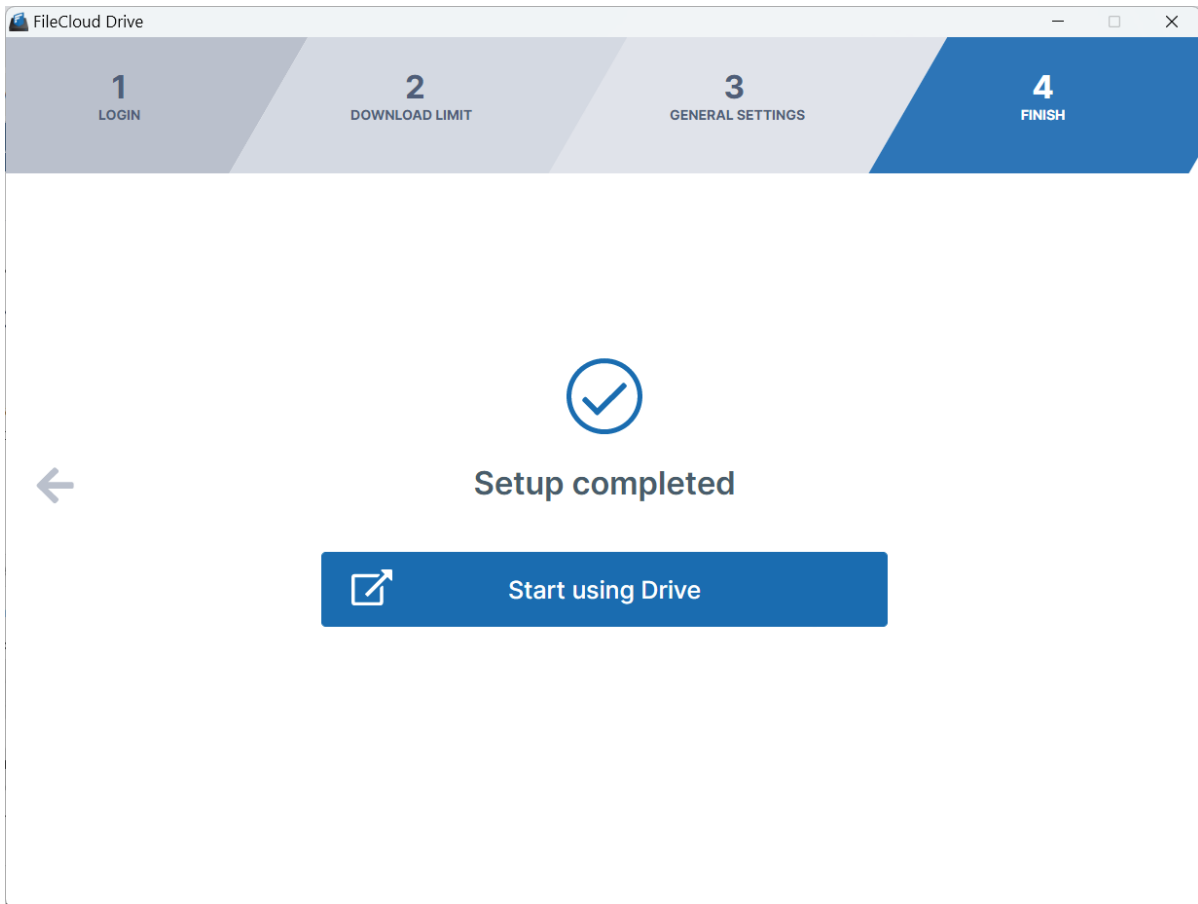 FileCloud Drive
1
LOGIN
2
DOWNLOAD LIMIT
3
GENERAL SETTINGS
4
FINISH
Setup completed
Start using Drive